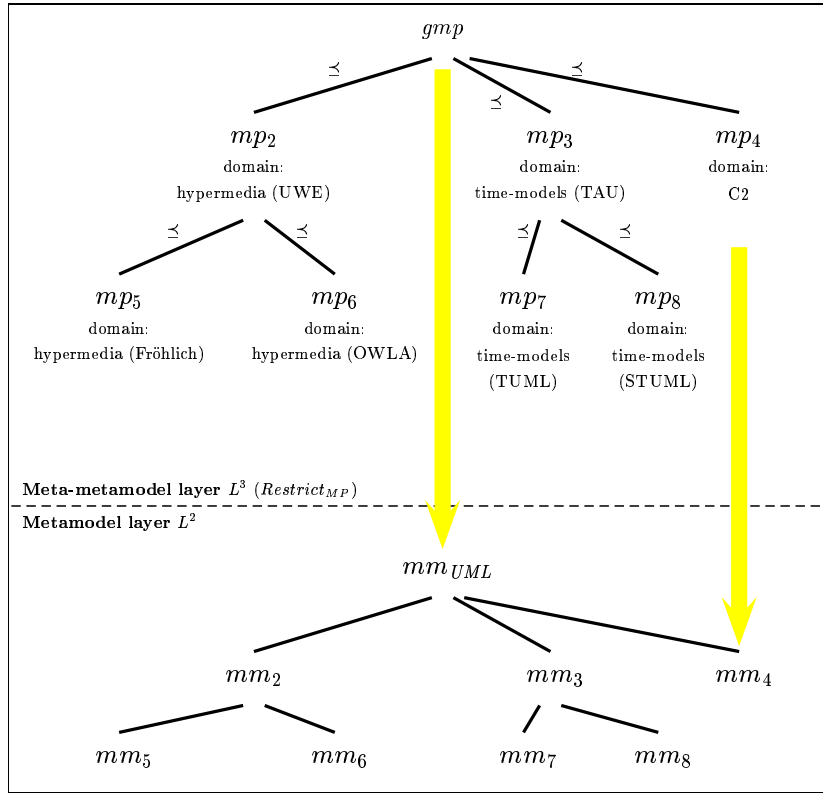 gmp
⪯ ⪯ ⪯
mp₂ mp₃ mp₄
domain: domain: domain:
hypermedia (UWE) time-models (TAU) C2
⪯ ⪯ ⪯ ⪯
mp₅ mp₆ mp₇ mp₈
domain: domain: domain: domain:
hypermedia (Fröhlich) hypermedia (OWLA) time-models time-models
(TUML) (STUML)
Meta-metamodel layer L³ (Restrict_MP)
Metamodel layer L²
mm_UML
mm₂ mm₃ mm₄
mm₅ mm₆ mm₇ mm₈